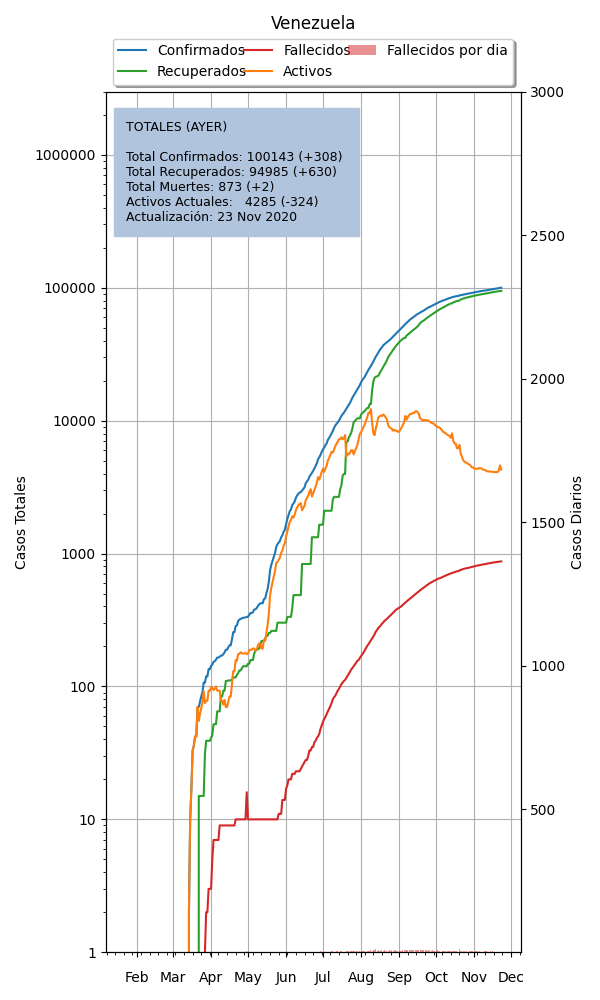 Venezuela
Confirmados
Recuperados
Fallecidos
Activos
Fallecidos por dia
TOTALES (AYER)
Total Confirmados: 100143 (+308)
Total Recuperados: 94985 (+630)
Total Muertes: 873 (+2)
Activos Actuales:   4285 (-324)
Actualización: 23 Nov 2020
Casos Totales
1000000
100000
10000
1000
100
10
1
3000
2500
2000
1500
1000
500
Casos Diarios
Feb Mar Apr May Jun Jul Aug Sep Oct Nov Dec